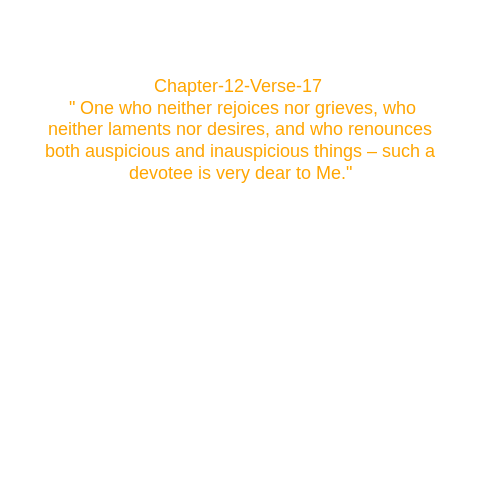 Chapter-12-Verse-17
" One who neither rejoices nor grieves, who
neither laments nor desires, and who renounces
both auspicious and inauspicious things – such a
devotee is very dear to Me."